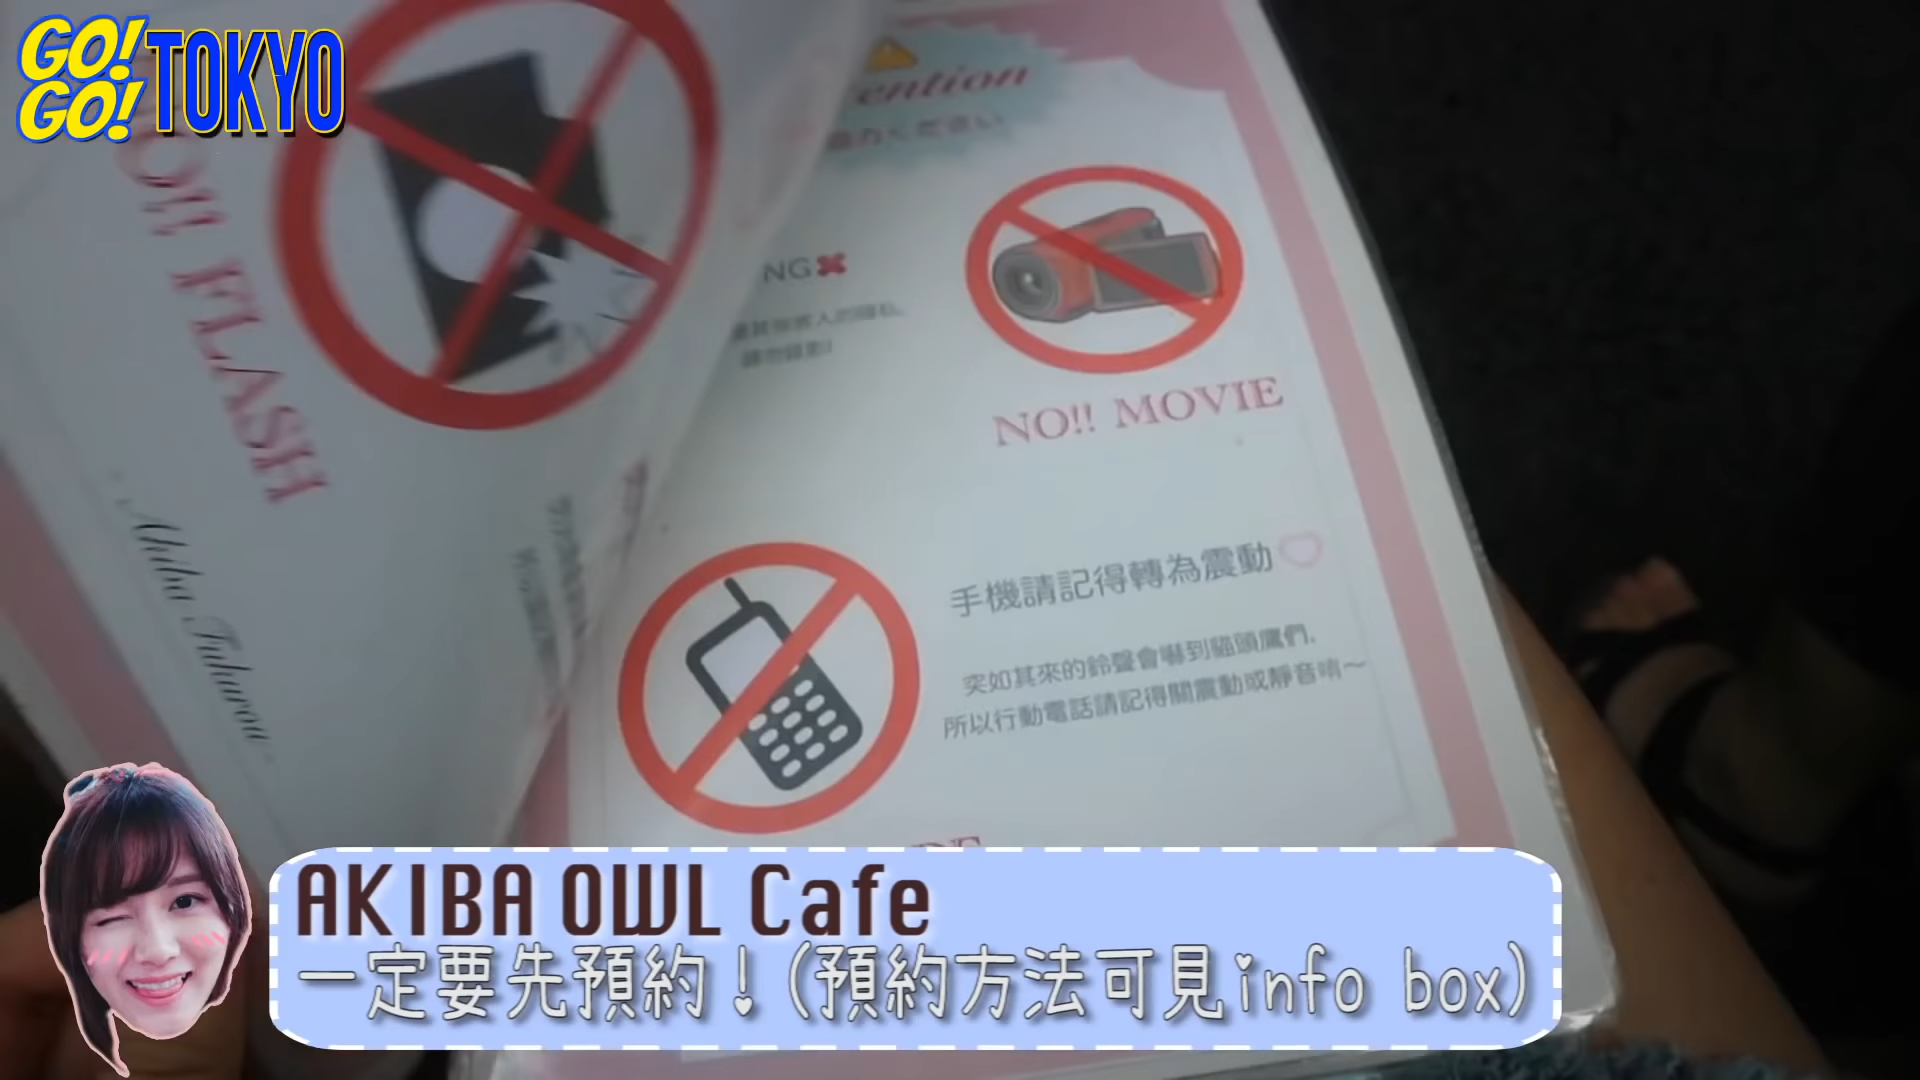 GO!
GO! TOKYO
NO!! FLASH
Akiba Fukurou
NG
NO!! MOVIE
手機請記得轉為震動
突如其來的鈴聲會嚇到貓頭鷹們，
所以行動電話請記得關震動或靜音唷～
AKIBA OWL Cafe
一定要先預約！(預約方法可見info box)